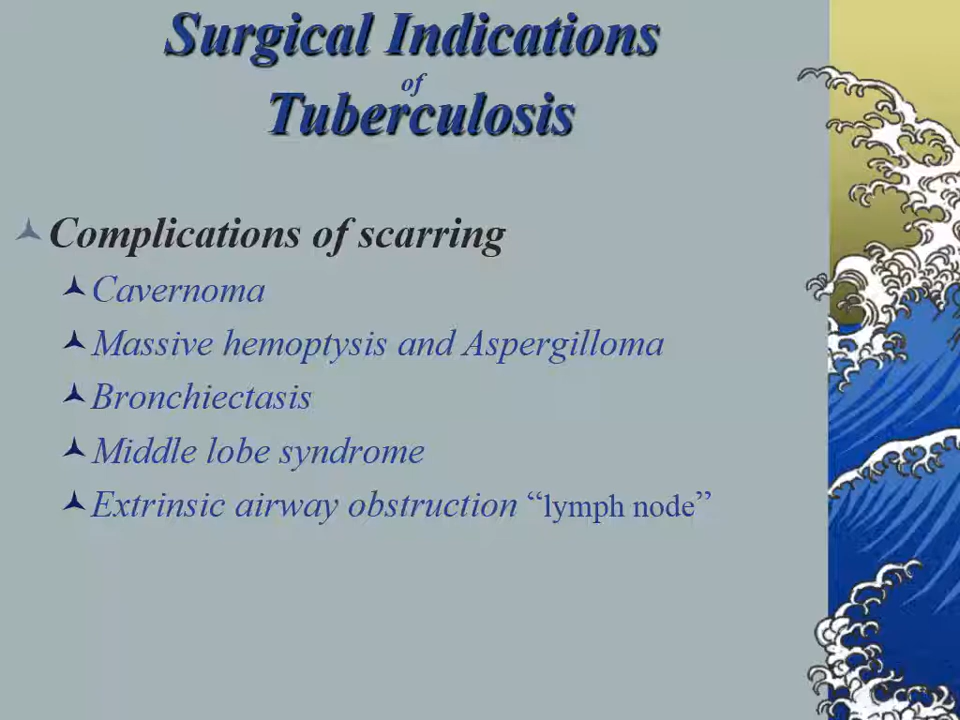 Surgical Indications
of
Tuberculosis
Complications of scarring
Cavernoma
Massive hemoptysis and Aspergilloma
Bronchiectasis
Middle lobe syndrome
Extrinsic airway obstruction “lymph node”